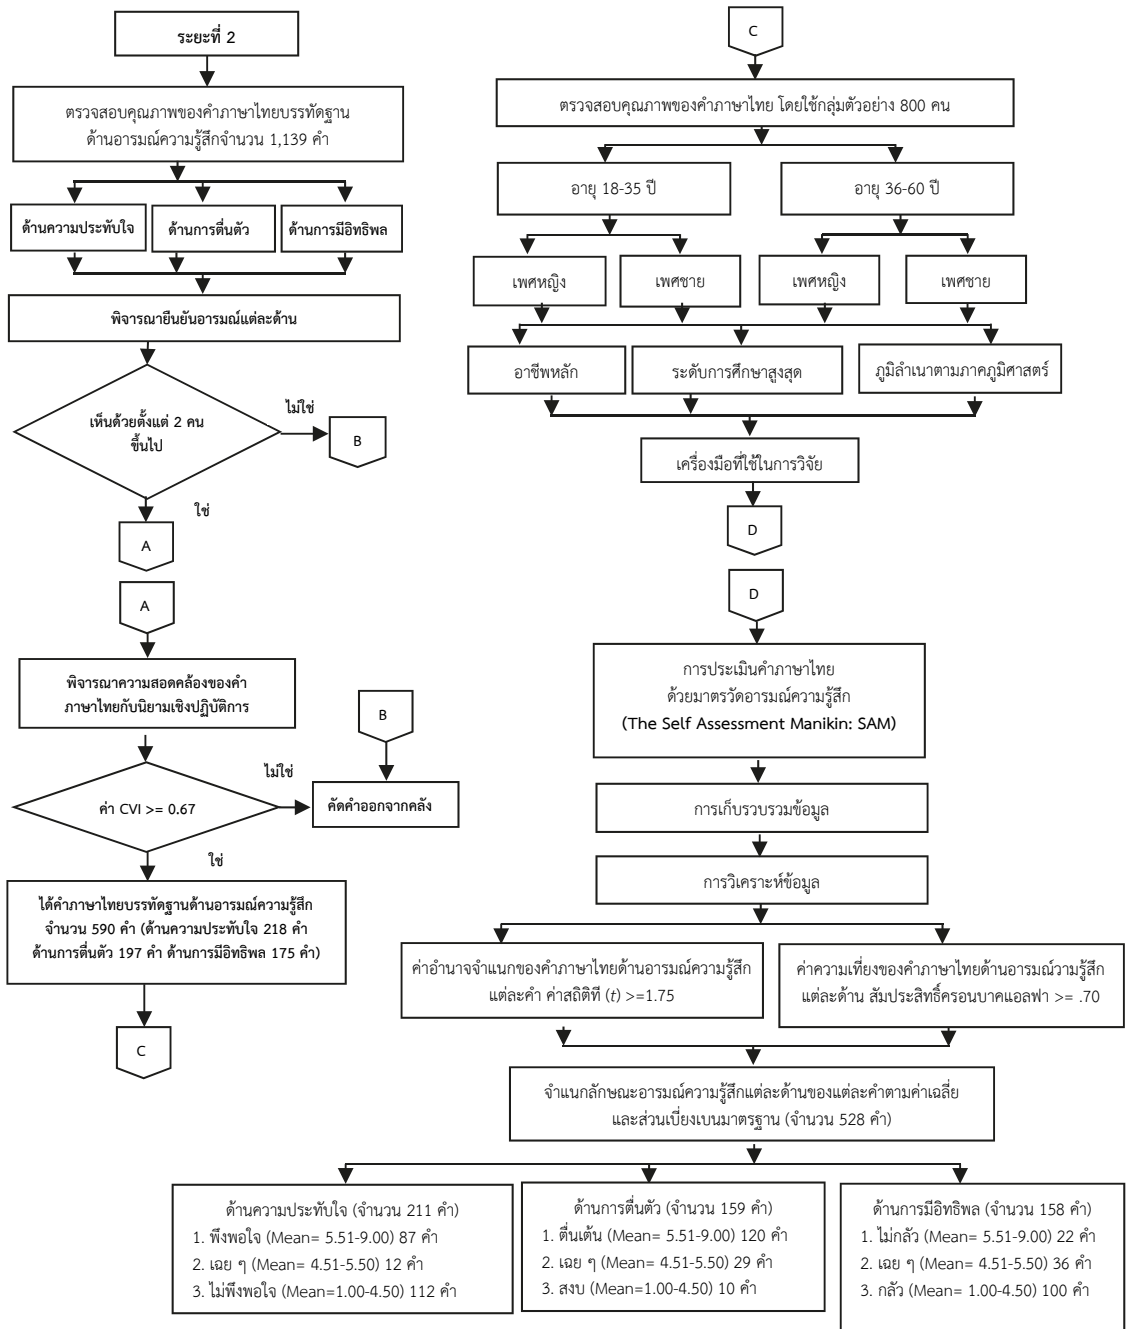 ระยะที่ 2
ตรวจสอบคุณภาพของคำภาษาไทยบรรทัดฐาน
ด้านอารมณ์ความรู้สึกจำนวน 1,139 คำ
ด้านความประทับใจ
ด้านการตื่นตัว
ด้านการมีอิทธิพล
พิจารณายืนยันอารมณ์แต่ละด้าน
เห็นด้วยตั้งแต่ 2 คน
ขึ้นไป
ไม่ใช่
B
ใช่
A
A
พิจารณาความสอดคล้องของคำ
ภาษาไทยกับนิยามเชิงปฏิบัติการ
B
ค่า CVI >= 0.67
ไม่ใช่
คัดคำออกจากคลัง
ใช่
ได้คำภาษาไทยบรรทัดฐานด้านอารมณ์ความรู้สึก
จำนวน 590 คำ (ด้านความประทับใจ 218 คำ
ด้านการตื่นตัว 197 คำ ด้านการมีอิทธิพล 175 คำ)
C
C
ตรวจสอบคุณภาพของคำภาษาไทย โดยใช้กลุ่มตัวอย่าง 800 คน
อายุ 18-35 ปี
อายุ 36-60 ปี
เพศหญิง
เพศชาย
เพศหญิง
เพศชาย
อาชีพหลัก
ระดับการศึกษาสูงสุด
ภูมิลำเนาตามภาคภูมิศาสตร์
เครื่องมือที่ใช้ในการวิจัย
D
D
การประเมินคำภาษาไทย
ด้วยมาตรวัดอารมณ์ความรู้สึก
(The Self Assessment Manikin: SAM)
การเก็บรวบรวมข้อมูล
การวิเคราะห์ข้อมูล
ค่าอำนาจจำแนกของคำภาษาไทยด้านอารมณ์ความรู้สึก
แต่ละคำ ค่าสถิติที (t) >=1.75
ค่าความเที่ยงของคำภาษาไทยด้านอารมณ์วามรู้สึก
แต่ละด้าน สัมประสิทธิ์ครอนบาคแอลฟา >= .70
จำแนกลักษณะอารมณ์ความรู้สึกแต่ละด้านของแต่ละคำตามค่าเฉลี่ย
และส่วนเบี่ยงเบนมาตรฐาน (จำนวน 528 คำ)
ด้านความประทับใจ (จำนวน 211 คำ)
1. พึงพอใจ (Mean= 5.51-9.00) 87 คำ
2. เฉย ๆ (Mean= 4.51-5.50) 12 คำ
3. ไม่พึงพอใจ (Mean=1.00-4.50) 112 คำ
ด้านการตื่นตัว (จำนวน 159 คำ)
1. ตื่นเต้น (Mean= 5.51-9.00) 120 คำ
2. เฉย ๆ (Mean= 4.51-5.50) 29 คำ
3. สงบ (Mean=1.00-4.50) 10 คำ
ด้านการมีอิทธิพล (จำนวน 158 คำ)
1. ไม่กลัว (Mean= 5.51-9.00) 22 คำ
2. เฉย ๆ (Mean= 4.51-5.50) 36 คำ
3. กลัว (Mean= 1.00-4.50) 100 คำ